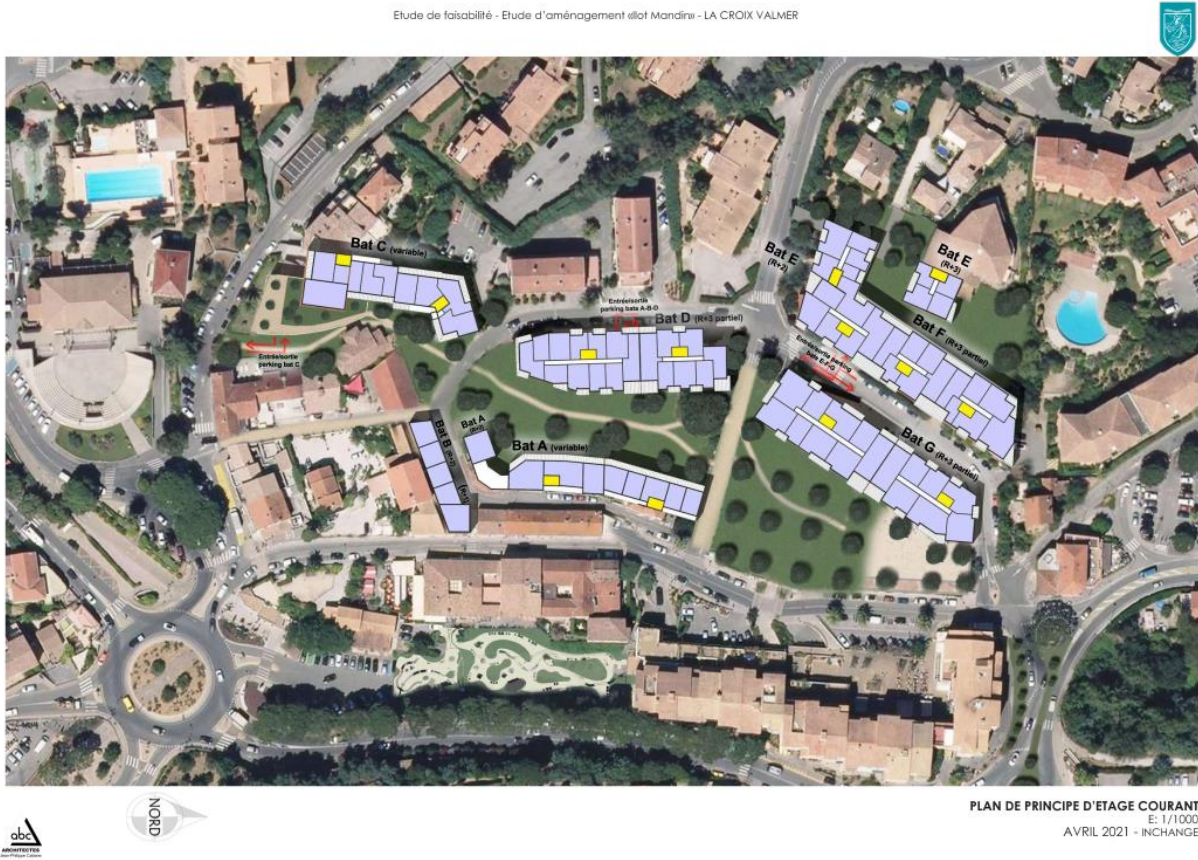 Etude de faisabilité - Etude d'aménagement «Ilot Mandin» - LA CROIX VALMER
Bat C (variable)
Bat E
(R+2)
Bat E
(R+3)
Entrée/sortie
parking bats A-B-D
Bat D (R+3 partiel)
Bat F (R+3 partiel)
Entrée/sortie
parking bat C
Entrée/sortie parking
bats E-F-G
Bat A
Bat A (variable)
Bat B (R+2)
Bat G (R+3 partiel)
PLAN DE PRINCIPE D'ETAGE COURANT
E: 1/1000
AVRIL 2021 - INCHANGE
NORD
abc
ARCHITECTES